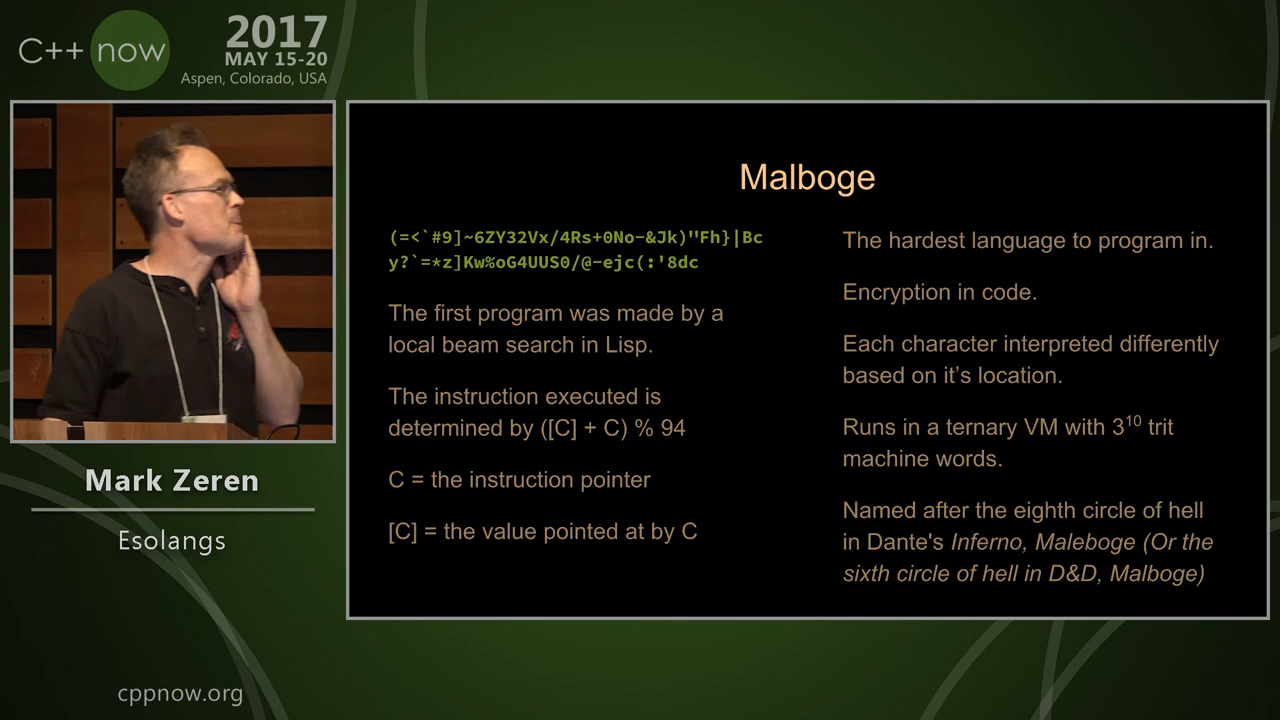 C++ now
2017
MAY 15-20
Aspen, Colorado, USA
Mark Zeren
Esolangs
cppnow.org
Malboge
(=<`#9]~6ZY32Vx/4Rs+0No-&Jk)"Fh}|Bc
y?`=*z]Kw%oG4UUS0/@-ejc(:'8dc
The first program was made by a
local beam search in Lisp.
The instruction executed is
determined by ([C] + C) % 94
C = the instruction pointer
[C] = the value pointed at by C
The hardest language to program in.
Encryption in code.
Each character interpreted differently
based on it’s location.
Runs in a ternary VM with 3¹⁰ trit
machine words.
Named after the eighth circle of hell
in Dante's Inferno, Maleboge (Or the
sixth circle of hell in D&D, Malboge)